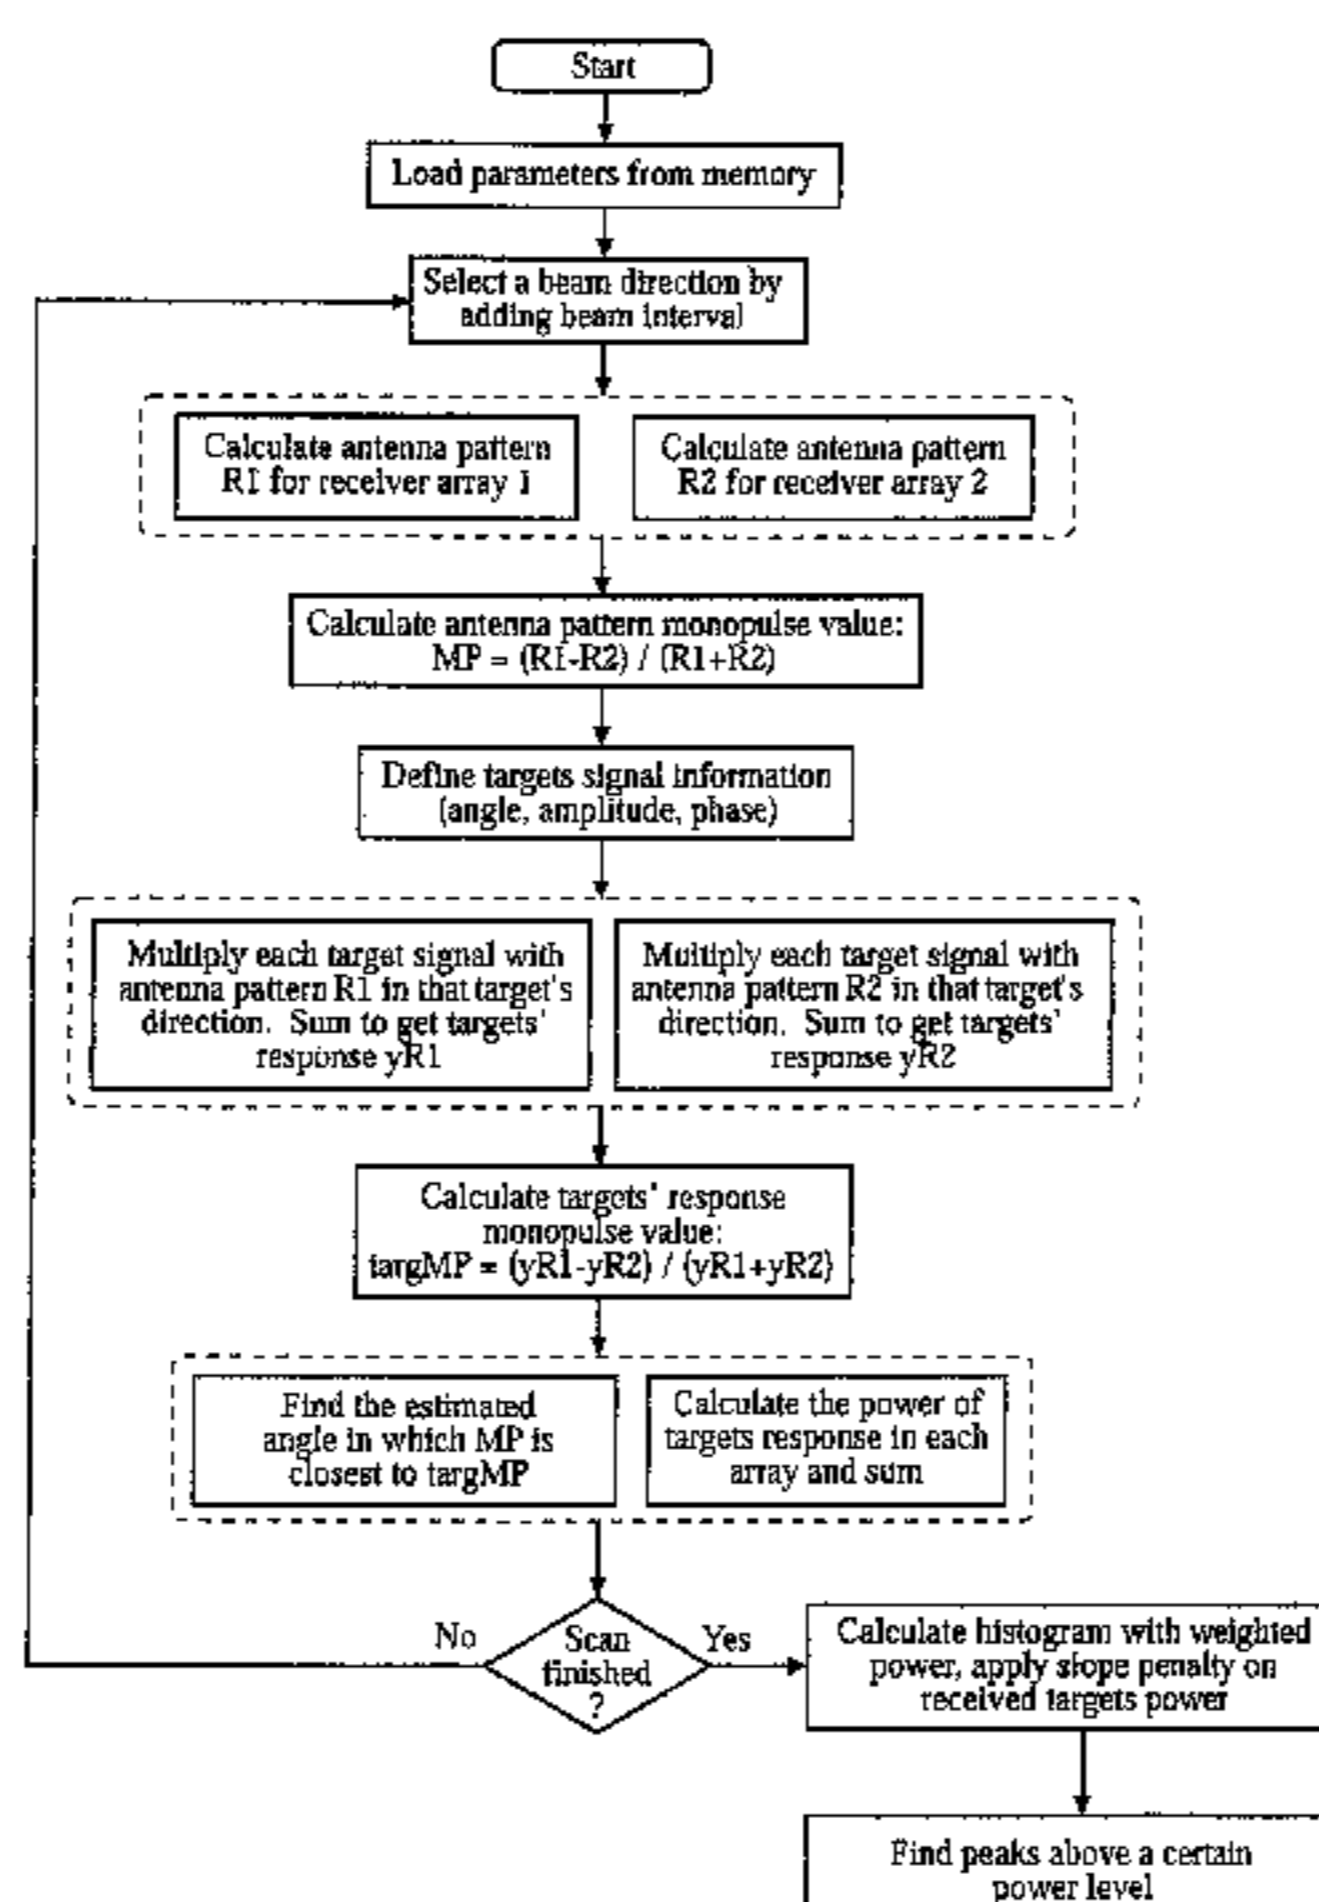 Start
Load parameters from memory
Select a beam direction by
adding beam interval
Calculate antenna pattern
R1 for receiver array 1
Calculate antenna pattern
R2 for receiver array 2
Calculate antenna pattern monopulse value:
MP = (R1-R2) / (R1+R2)
Define targets signal information
(angle, amplitude, phase)
Multiply each target signal with
antenna pattern R1 in that target's
direction. Sum to get targets'
response yR1
Multiply each target signal with
antenna pattern R2 in that target's
direction. Sum to get targets'
response yR2
Calculate targets' response
monopulse value:
targMP = (yR1-yR2) / (yR1+yR2)
Find the estimated
angle in which MP is
closest to targMP
Calculate the power of
targets response in each
array and sum
No
Scan
finished
?
Yes
Calculate histogram with weighted
power, apply slope penalty on
received targets power
Find peaks above a certain
power level